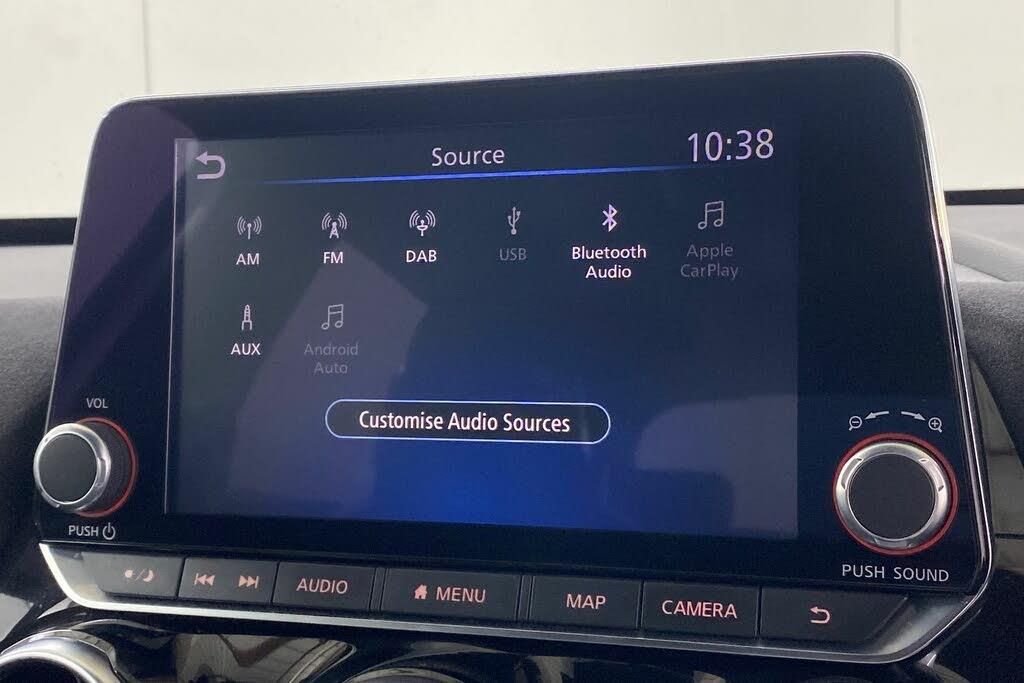 Source
10:38
AM
FM
DAB
USB
Bluetooth
Audio
Apple
CarPlay
AUX
Android
Auto
Customise Audio Sources
VOL
PUSH
PUSH SOUND
AUDIO
MENU
MAP
CAMERA